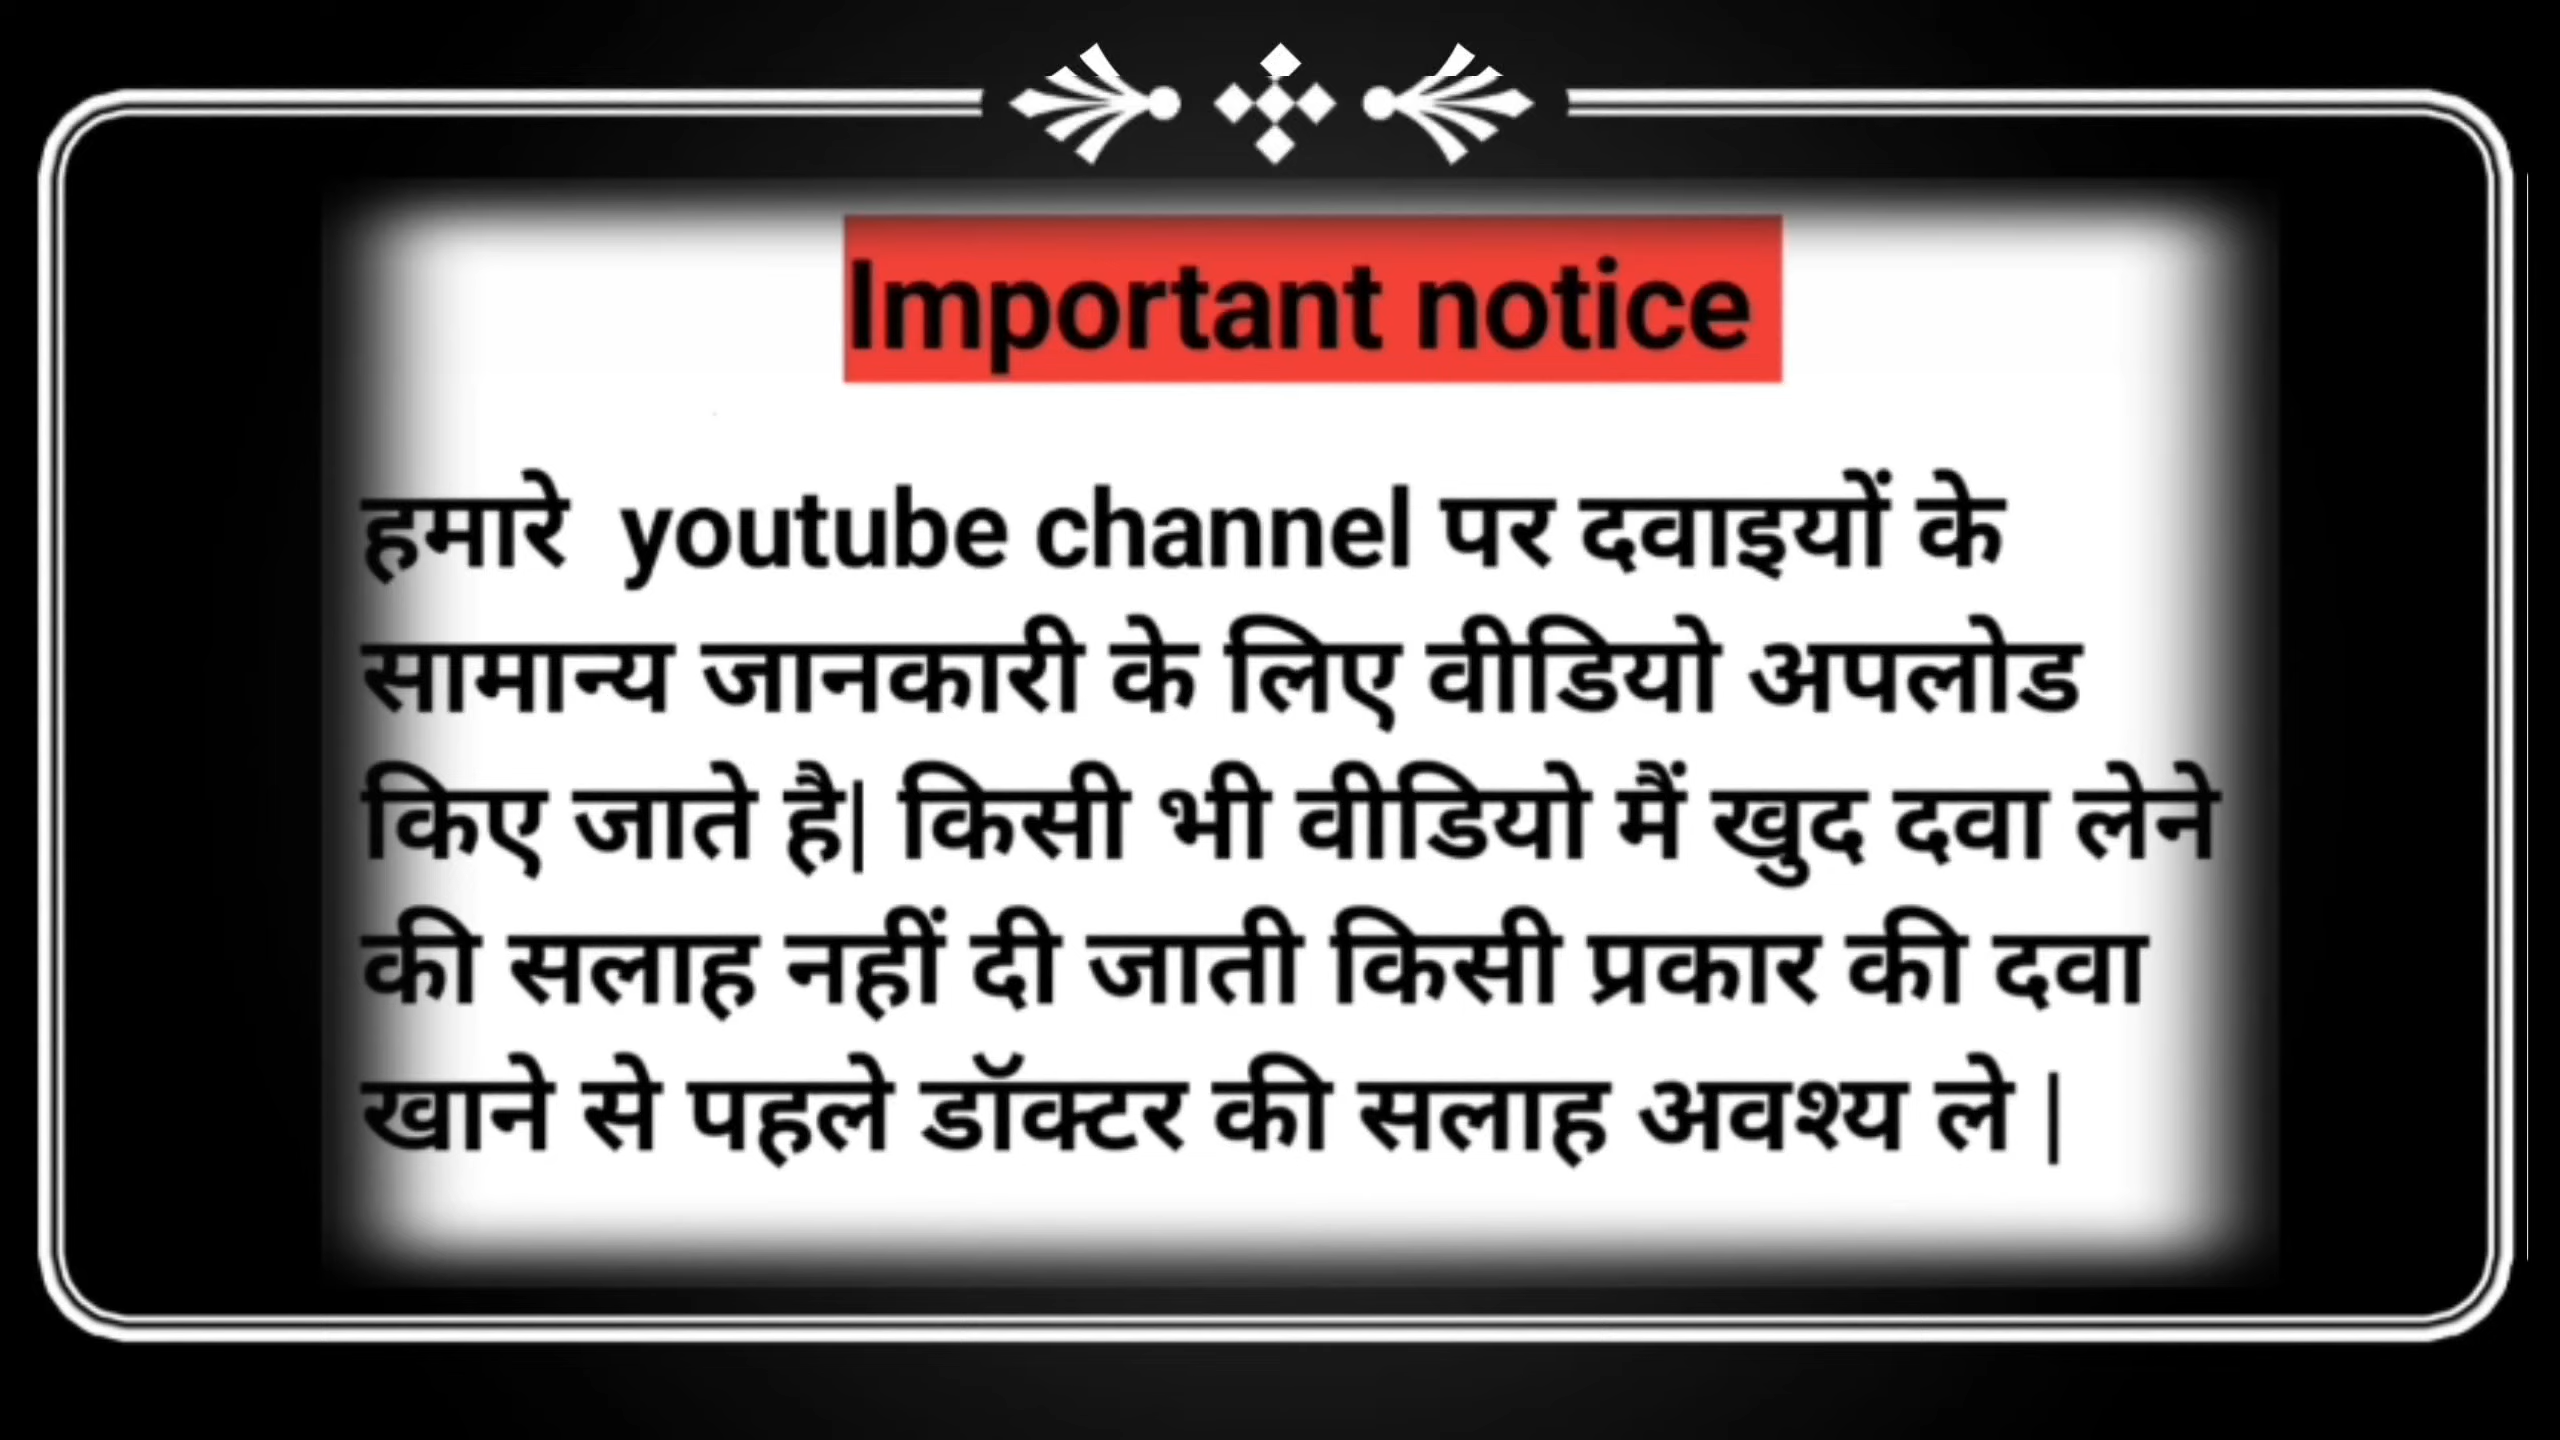 Important notice
हमारे youtube channel पर दवाइयों के
सामान्य जानकारी के लिए वीडियो अपलोड
किए जाते है| किसी भी वीडियो मैं खुद दवा लेने
की सलाह नहीं दी जाती किसी प्रकार की दवा
खाने से पहले डॉक्टर की सलाह अवश्य ले |